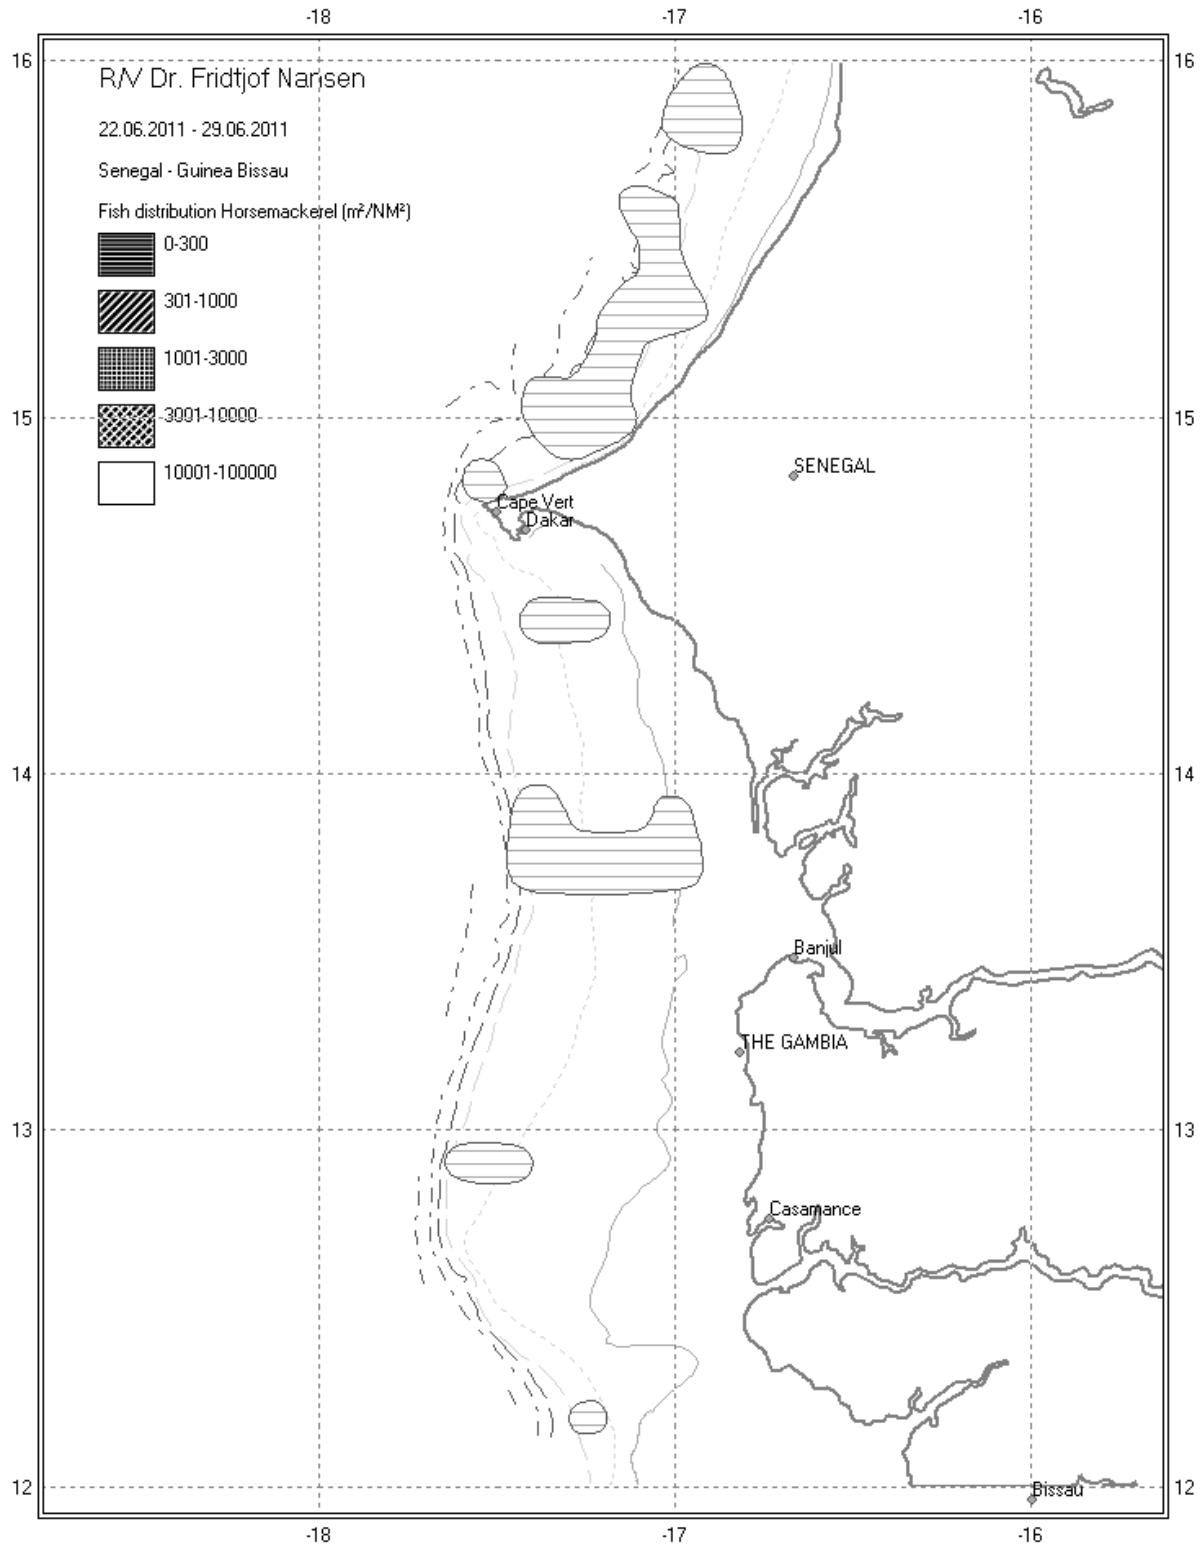 -18 -17 -16
16 16
R/V Dr. Fridtjof Nansen
22.06.2011 - 29.06.2011
Senegal - Guinea Bissau
Fish distribution Horsemackerel (m²/NM²)
0-300
301-1000
1001-3000
3001-10000
10001-100000
15 15
SENEGAL
Cape Vert
Dakar
14 14
Banjul
THE GAMBIA
13 13
Casamance
12 12
Bissau
-18 -17 -16